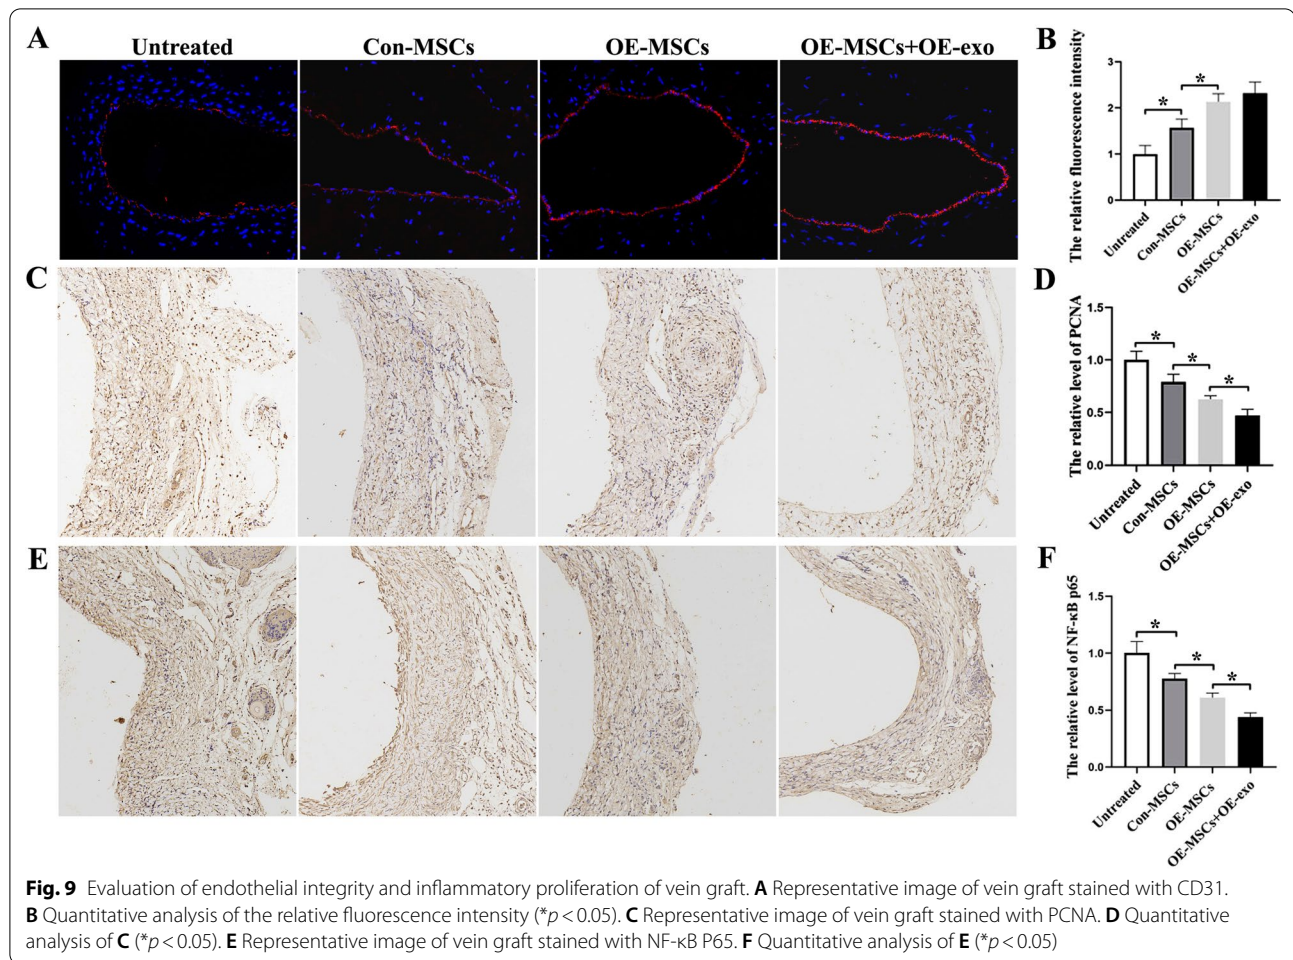 A
Untreated
Con-MSCs
OE-MSCs
OE-MSCs+OE-exo
B
The relative fluorescence intensity
3
2
1
0
*
*
Untreated
Con-MSCs
OE-MSCs
OE-MSCs+OE-exo
C
D
The relative level of PCNA
1.5
1.0
0.5
0.0
*
*
*
Untreated
Con-MSCs
OE-MSCs
OE-MSCs+OE-exo
E
F
The relative level of NF-κB p65
1.5
1.0
0.5
0.0
*
*
*
Untreated
Con-MSCs
OE-MSCs
OE-MSCs+OE-exo
Fig. 9 Evaluation of endothelial integrity and inflammatory proliferation of vein graft. A Representative image of vein graft stained with CD31.
B Quantitative analysis of the relative fluorescence intensity (*p < 0.05). C Representative image of vein graft stained with PCNA. D Quantitative
analysis of C (*p < 0.05). E Representative image of vein graft stained with NF-κB P65. F Quantitative analysis of E (*p < 0.05)